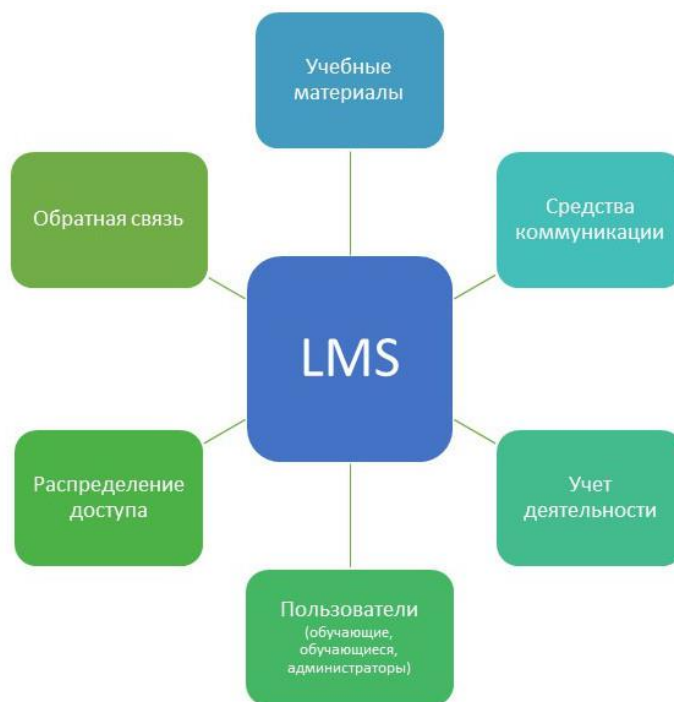 Учебные
материалы
Обратная связь
Средства
коммуникации
LMS
Распределение
доступа
Учет
деятельности
Пользователи
(обучающие,
обучающиеся,
администраторы)